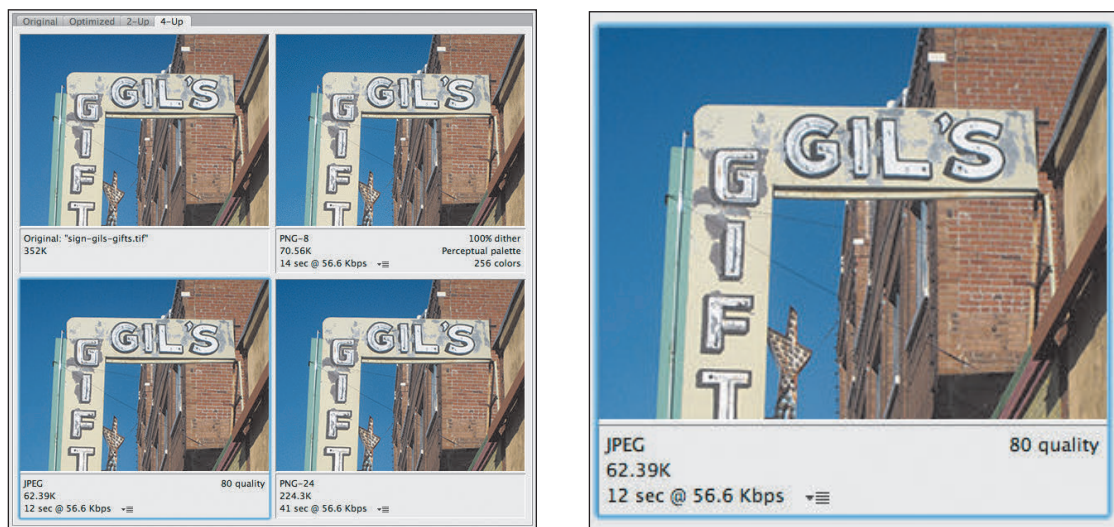 Original Optimized 2-Up 4-Up
GIL'S
GIFT
GIL'S
GIFT
Original: "sign-gils-gifts.tif"
352K
PNG-8 100% dither
70.56K Perceptual palette
14 sec @ 56.6 Kbps 256 colors
GIL'S
GIFT
GIL'S
GIFT
JPEG 80 quality
62.39K
12 sec @ 56.6 Kbps
PNG-24
224.3K
41 sec @ 56.6 Kbps
GIL'S
GIFT
JPEG 80 quality
62.39K
12 sec @ 56.6 Kbps